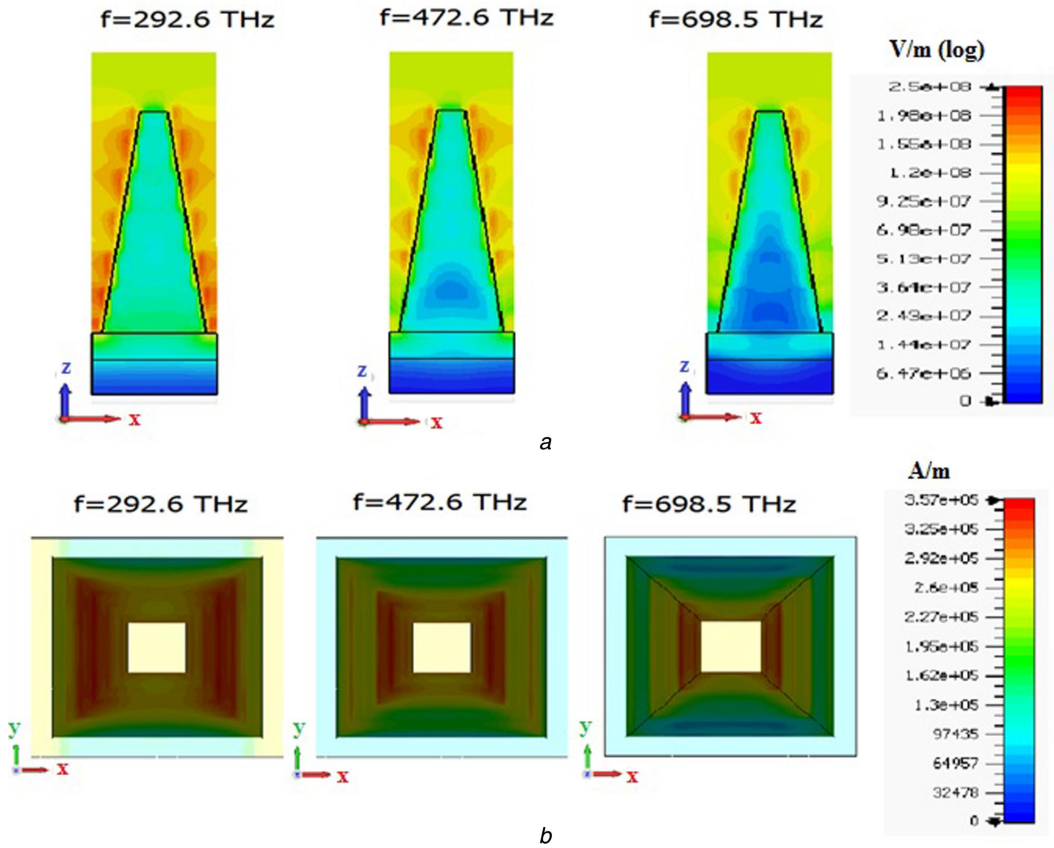 f=292.6 THz f=472.6 THz f=698.5 THz
V/m (log)
2.5e+08
1.98e+08
1.55e+08
1.2e+08
9.25e+07
6.98e+07
5.13e+07
3.64e+07
2.43e+07
1.44e+07
6.47e+06
0
z z z
x x x
a
A/m
f=292.6 THz f=472.6 THz f=698.5 THz
3.57e+05
3.25e+05
2.92e+05
2.6e+05
2.27e+05
1.95e+05
1.62e+05
1.3e+05
97435
64957
32478
0
y y y
x x x
b